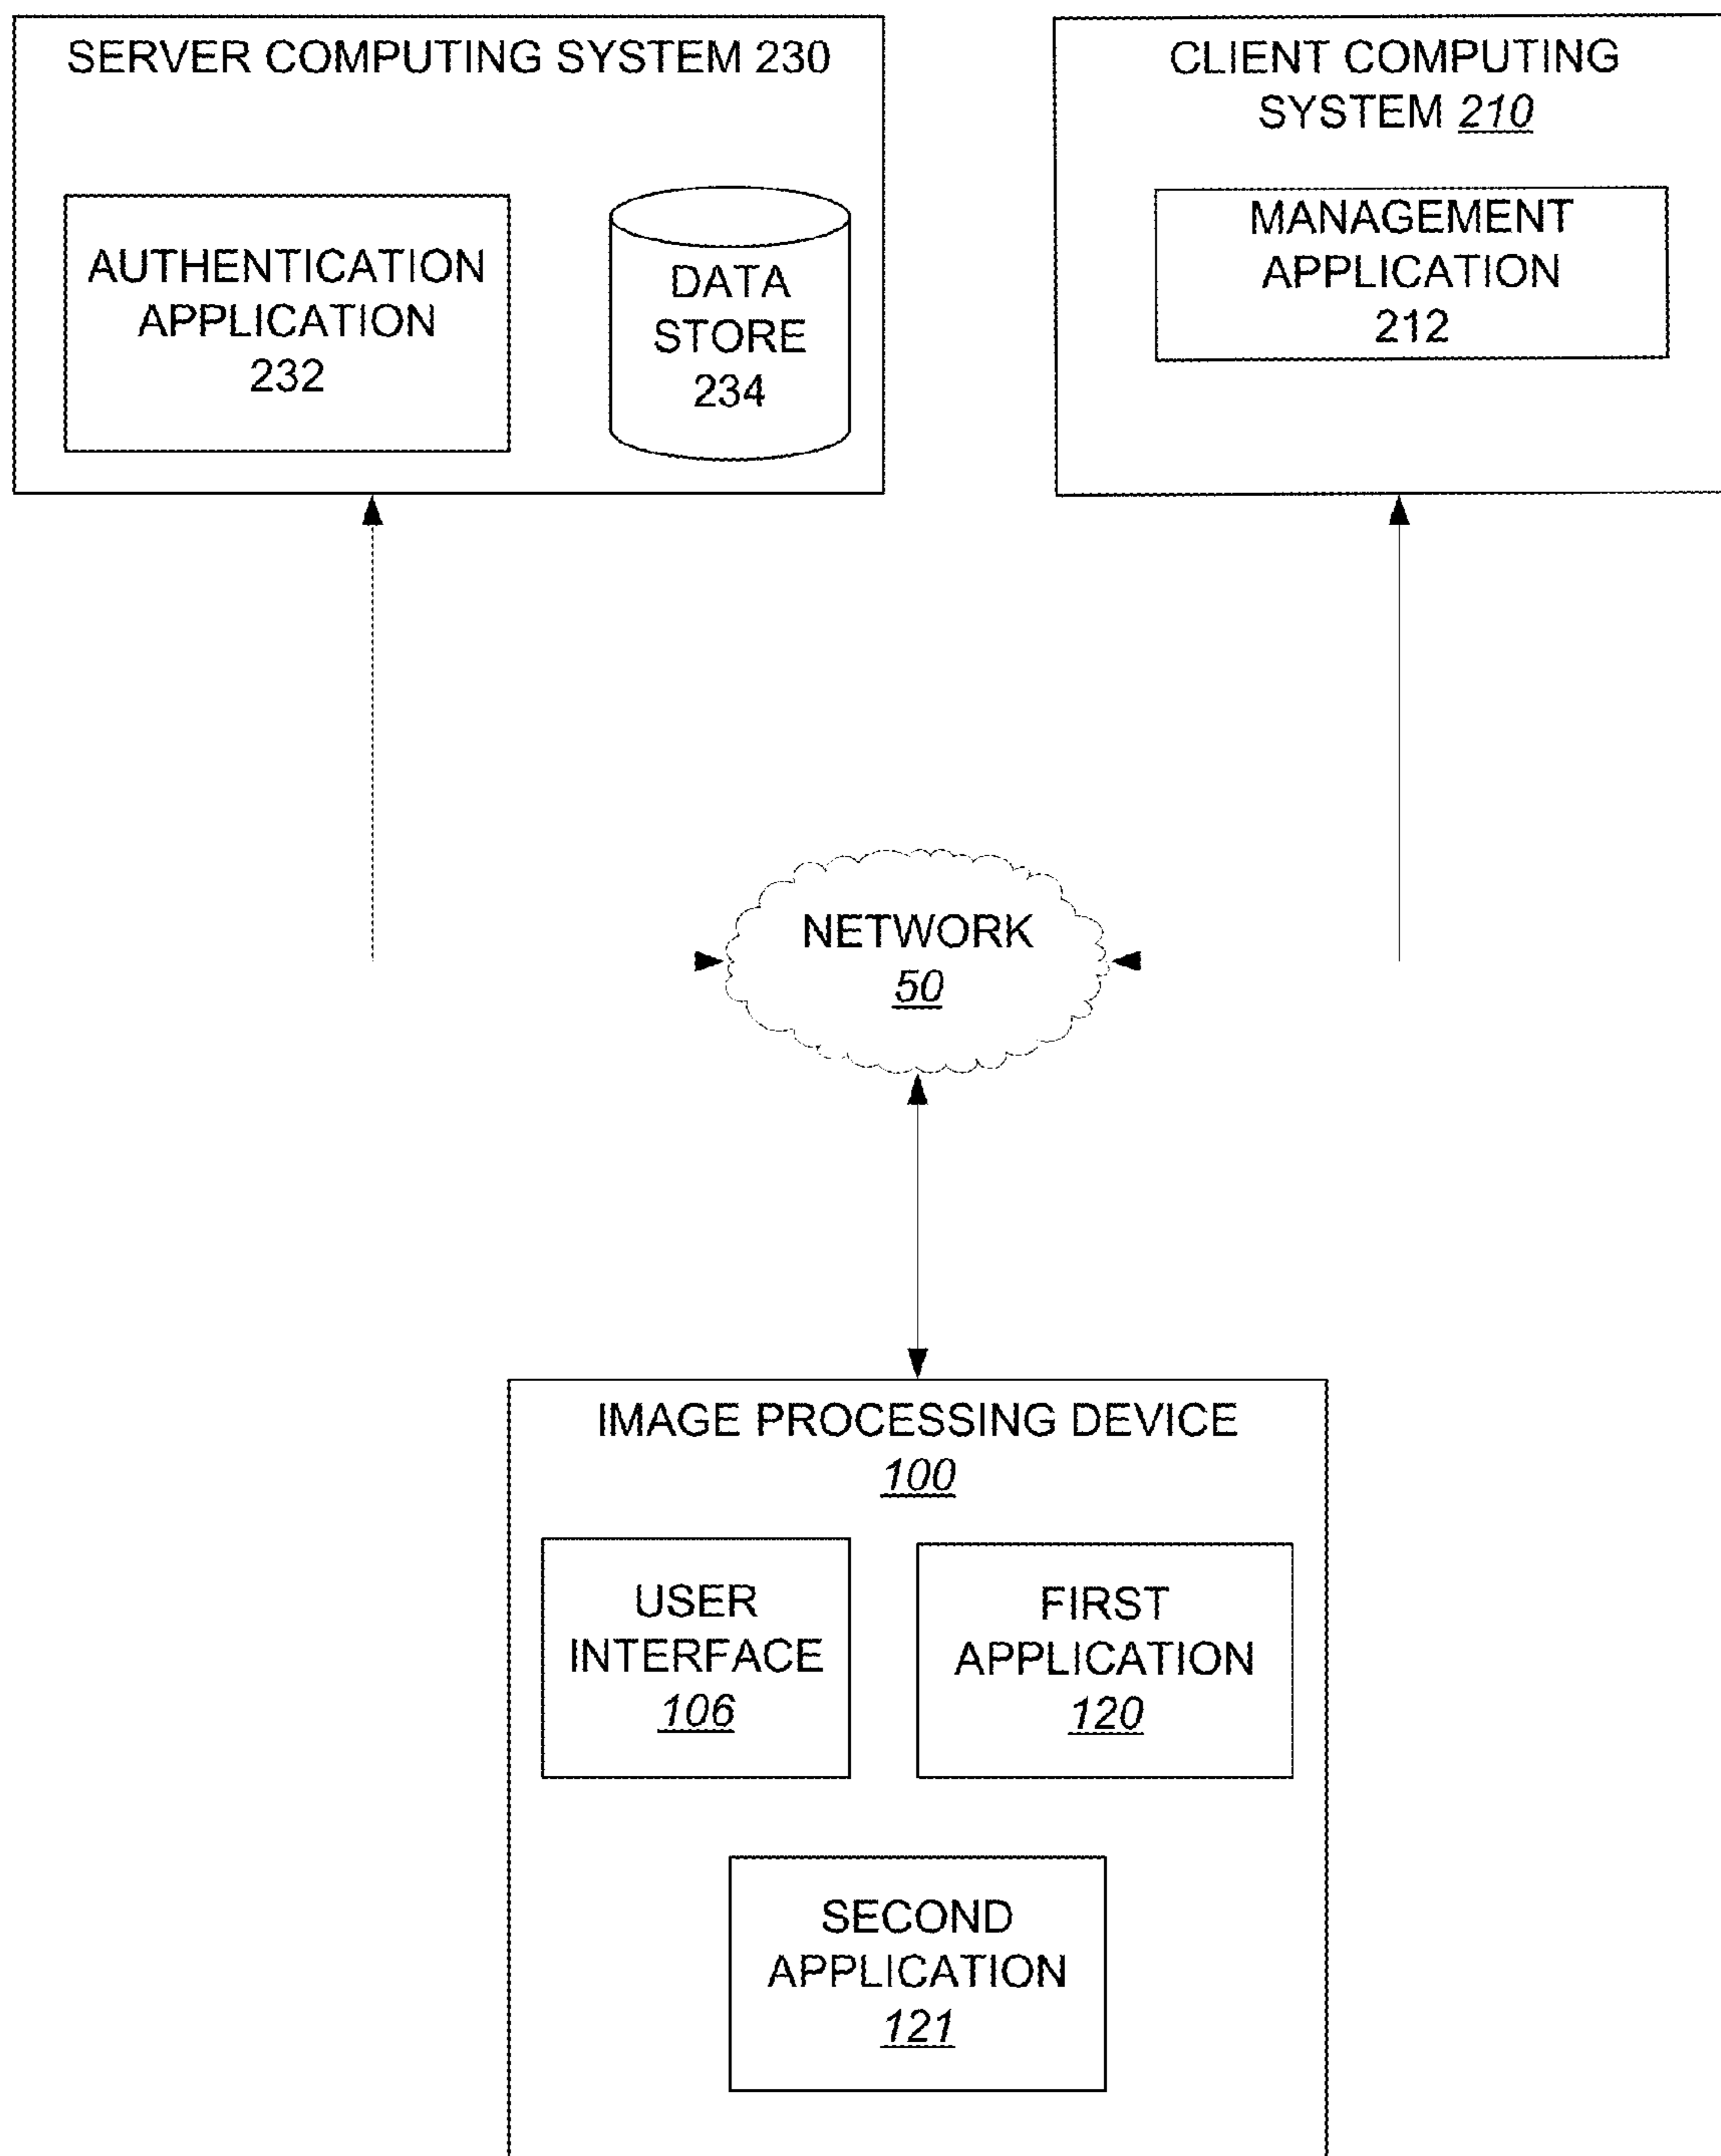 SERVER COMPUTING SYSTEM 230
AUTHENTICATION
APPLICATION
232
DATA
STORE
234
CLIENT COMPUTING
SYSTEM 210
MANAGEMENT
APPLICATION
212
NETWORK
50
IMAGE PROCESSING DEVICE
100
USER
INTERFACE
106
FIRST
APPLICATION
120
SECOND
APPLICATION
121